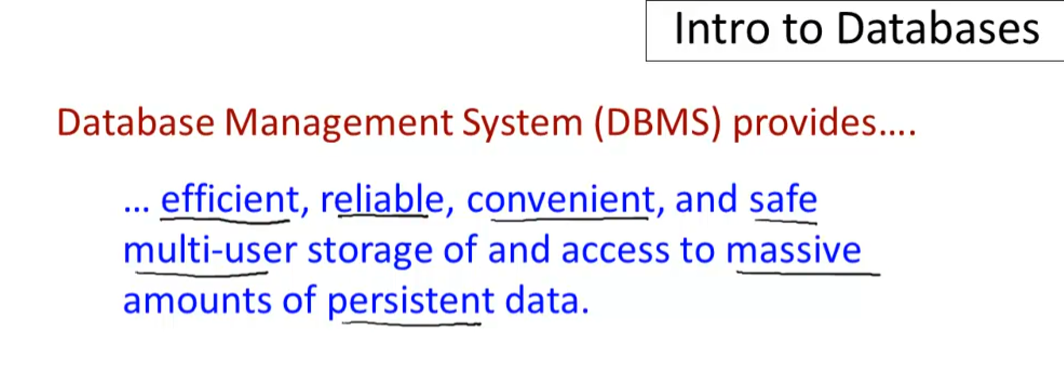 Intro to Databases
Database Management System (DBMS) provides....
... efficient, reliable, convenient, and safe
multi-user storage of and access to massive
amounts of persistent data.